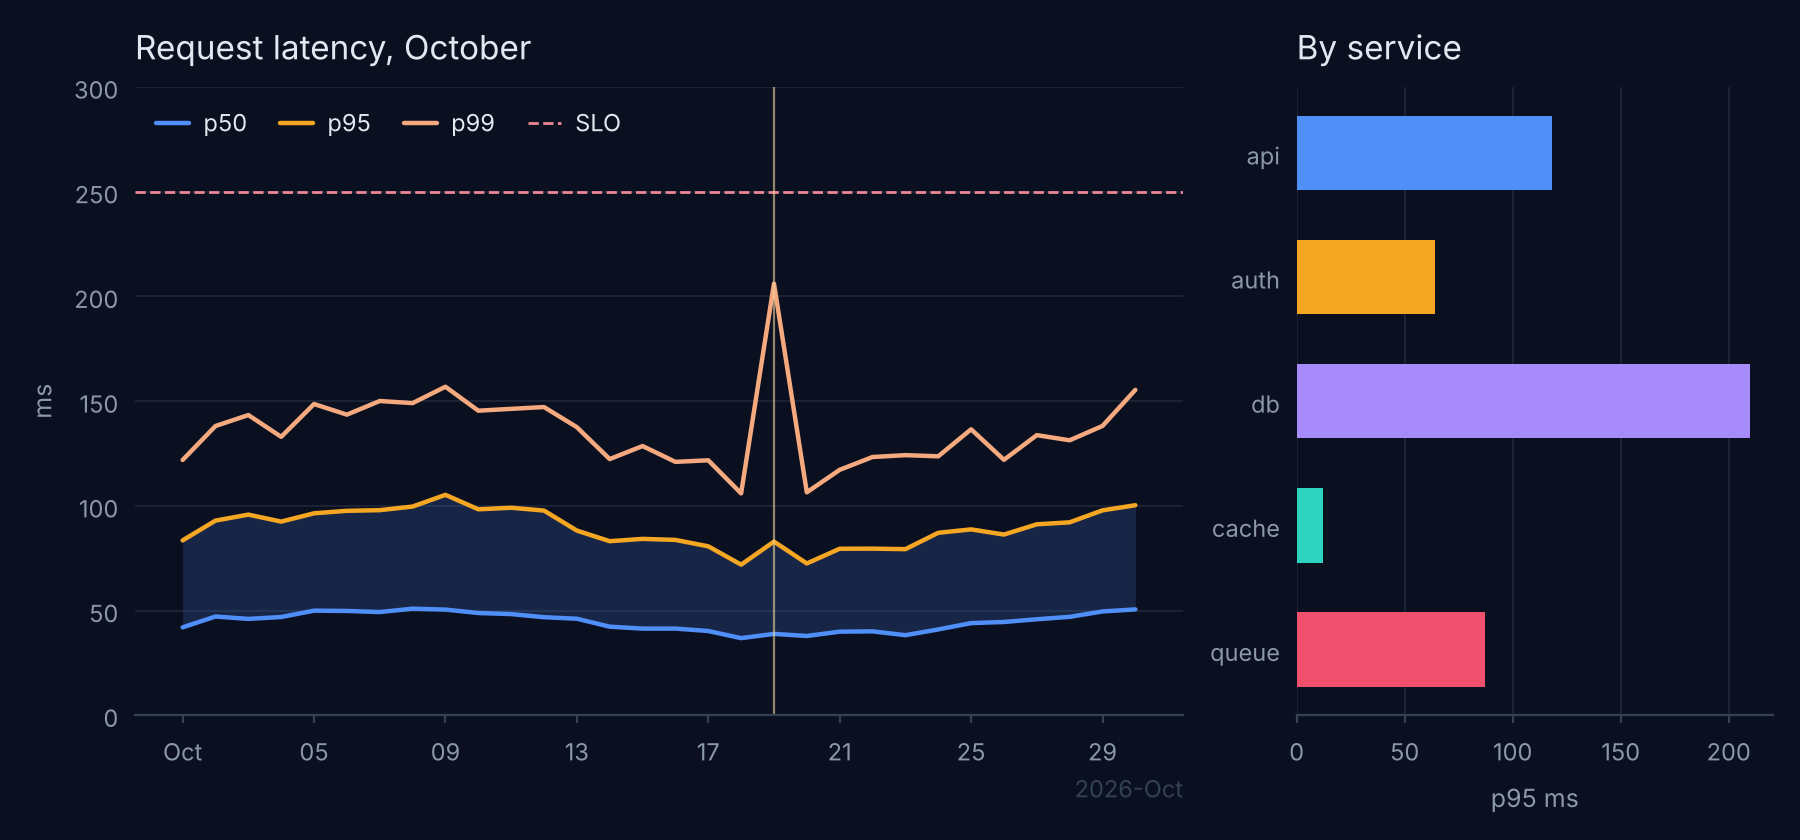 Request latency, October
300
p50 p95 p99 SLO
250
200
150
100
50
0
ms
Oct 05 09 13 17 21 25 29
2026-Oct
By service
api
auth
db
cache
queue
0 50 100 150 200
p95 ms